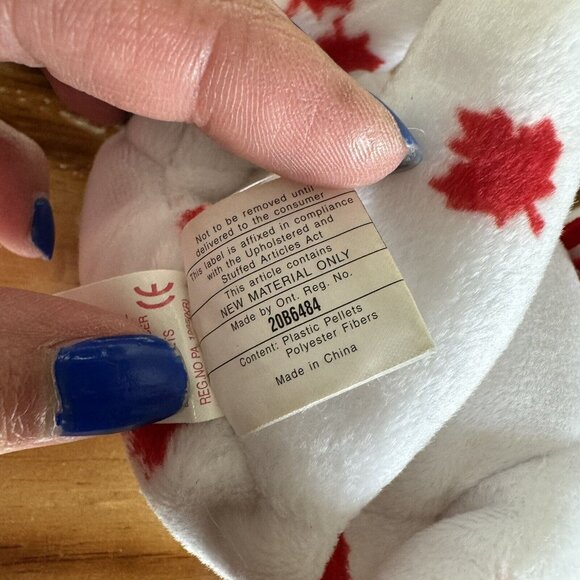 Not to be removed until
delivered to the consumer
This label is affixed in compliance
with the Upholstered and
Stuffed Articles Act
This article contains
NEW MATERIAL ONLY
Made by Ont. Reg. No.
20B6484
Content: Plastic Pellets
Polyester Fibers
Made in China
CE
REG.NO PA.